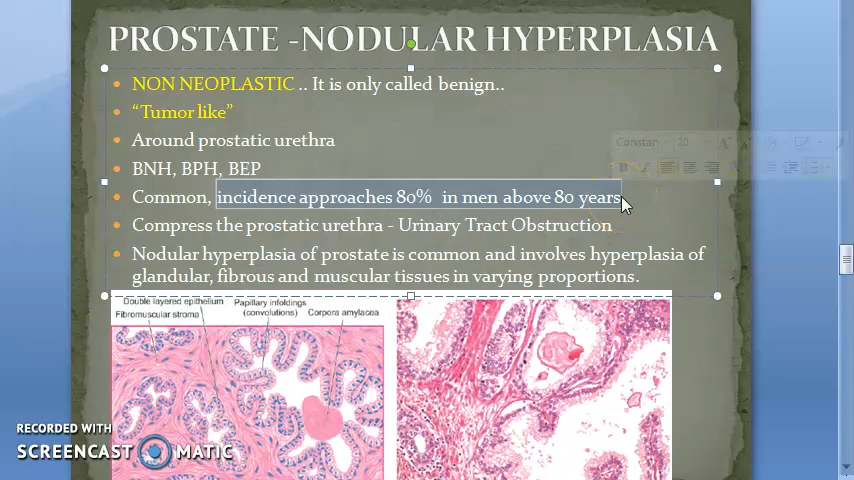 PROSTATE -NODULAR HYPERPLASIA
NON NEOPLASTIC .. It is only called benign..
“Tumor like”
Around prostatic urethra
Constan 20
BNH, BPH, BEP
Common, incidence approaches 80% in men above 80 years
Compress the prostatic urethra - Urinary Tract Obstruction
Nodular hyperplasia of prostate is common and involves hyperplasia of
glandular, fibrous and muscular tissues in varying proportions.
Double layered epithelium
Fibromuscular stroma
Papillary infoldings
(convolutions)
Corpora amylacea
RECORDED WITH
SCREENCAST MATIC